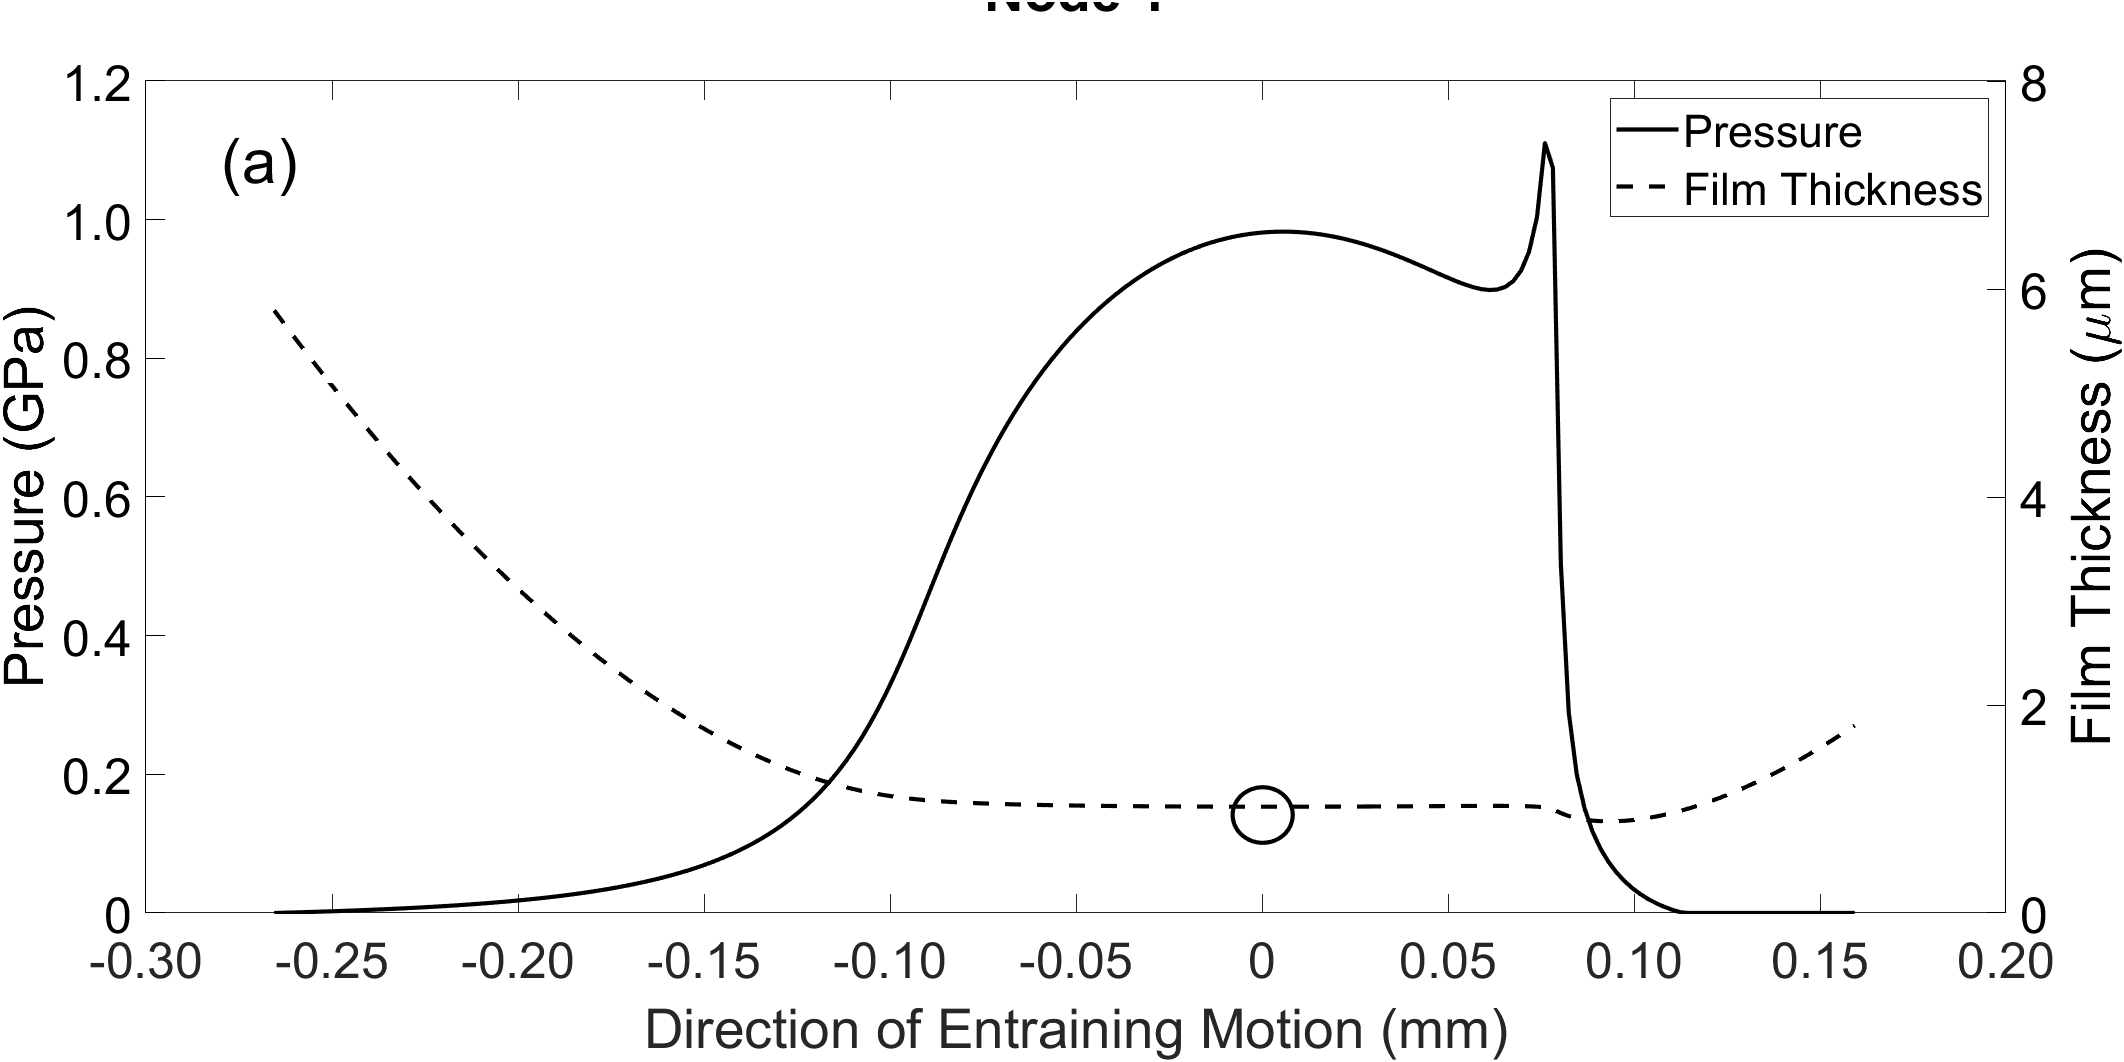 (a)
Pressure
Film Thickness
1.2
1.0
0.8
0.6
0.4
0.2
0
Pressure (GPa)
8
6
4
2
0
Film Thickness (μm)
-0.30 -0.25 -0.20 -0.15 -0.10 -0.05 0 0.05 0.10 0.15 0.20
Direction of Entraining Motion (mm)